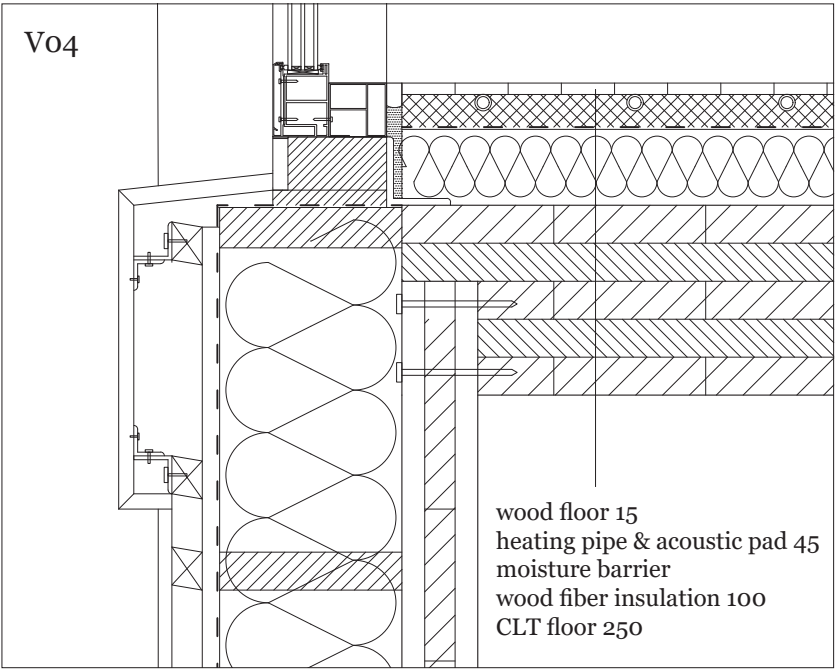 V04
wood floor 15
heating pipe & acoustic pad 45
moisture barrier
wood fiber insulation 100
CLT floor 250